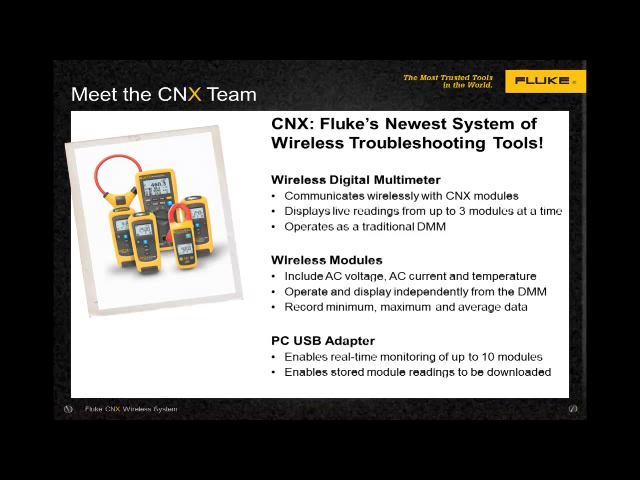 The Most Trusted Tools
in the World.
FLUKE®
Meet the CNX Team
CNX: Fluke's Newest System of
Wireless Troubleshooting Tools!
Wireless Digital Multimeter
• Communicates wirelessly with CNX modules
• Displays live readings from up to 3 modules at a time
• Operates as a traditional DMM
Wireless Modules
• Include AC voltage, AC current and temperature
• Operate and display independently from the DMM
• Record minimum, maximum and average data
PC USB Adapter
• Enables real-time monitoring of up to 10 modules
• Enables stored module readings to be downloaded
Fluke CNX Wireless System